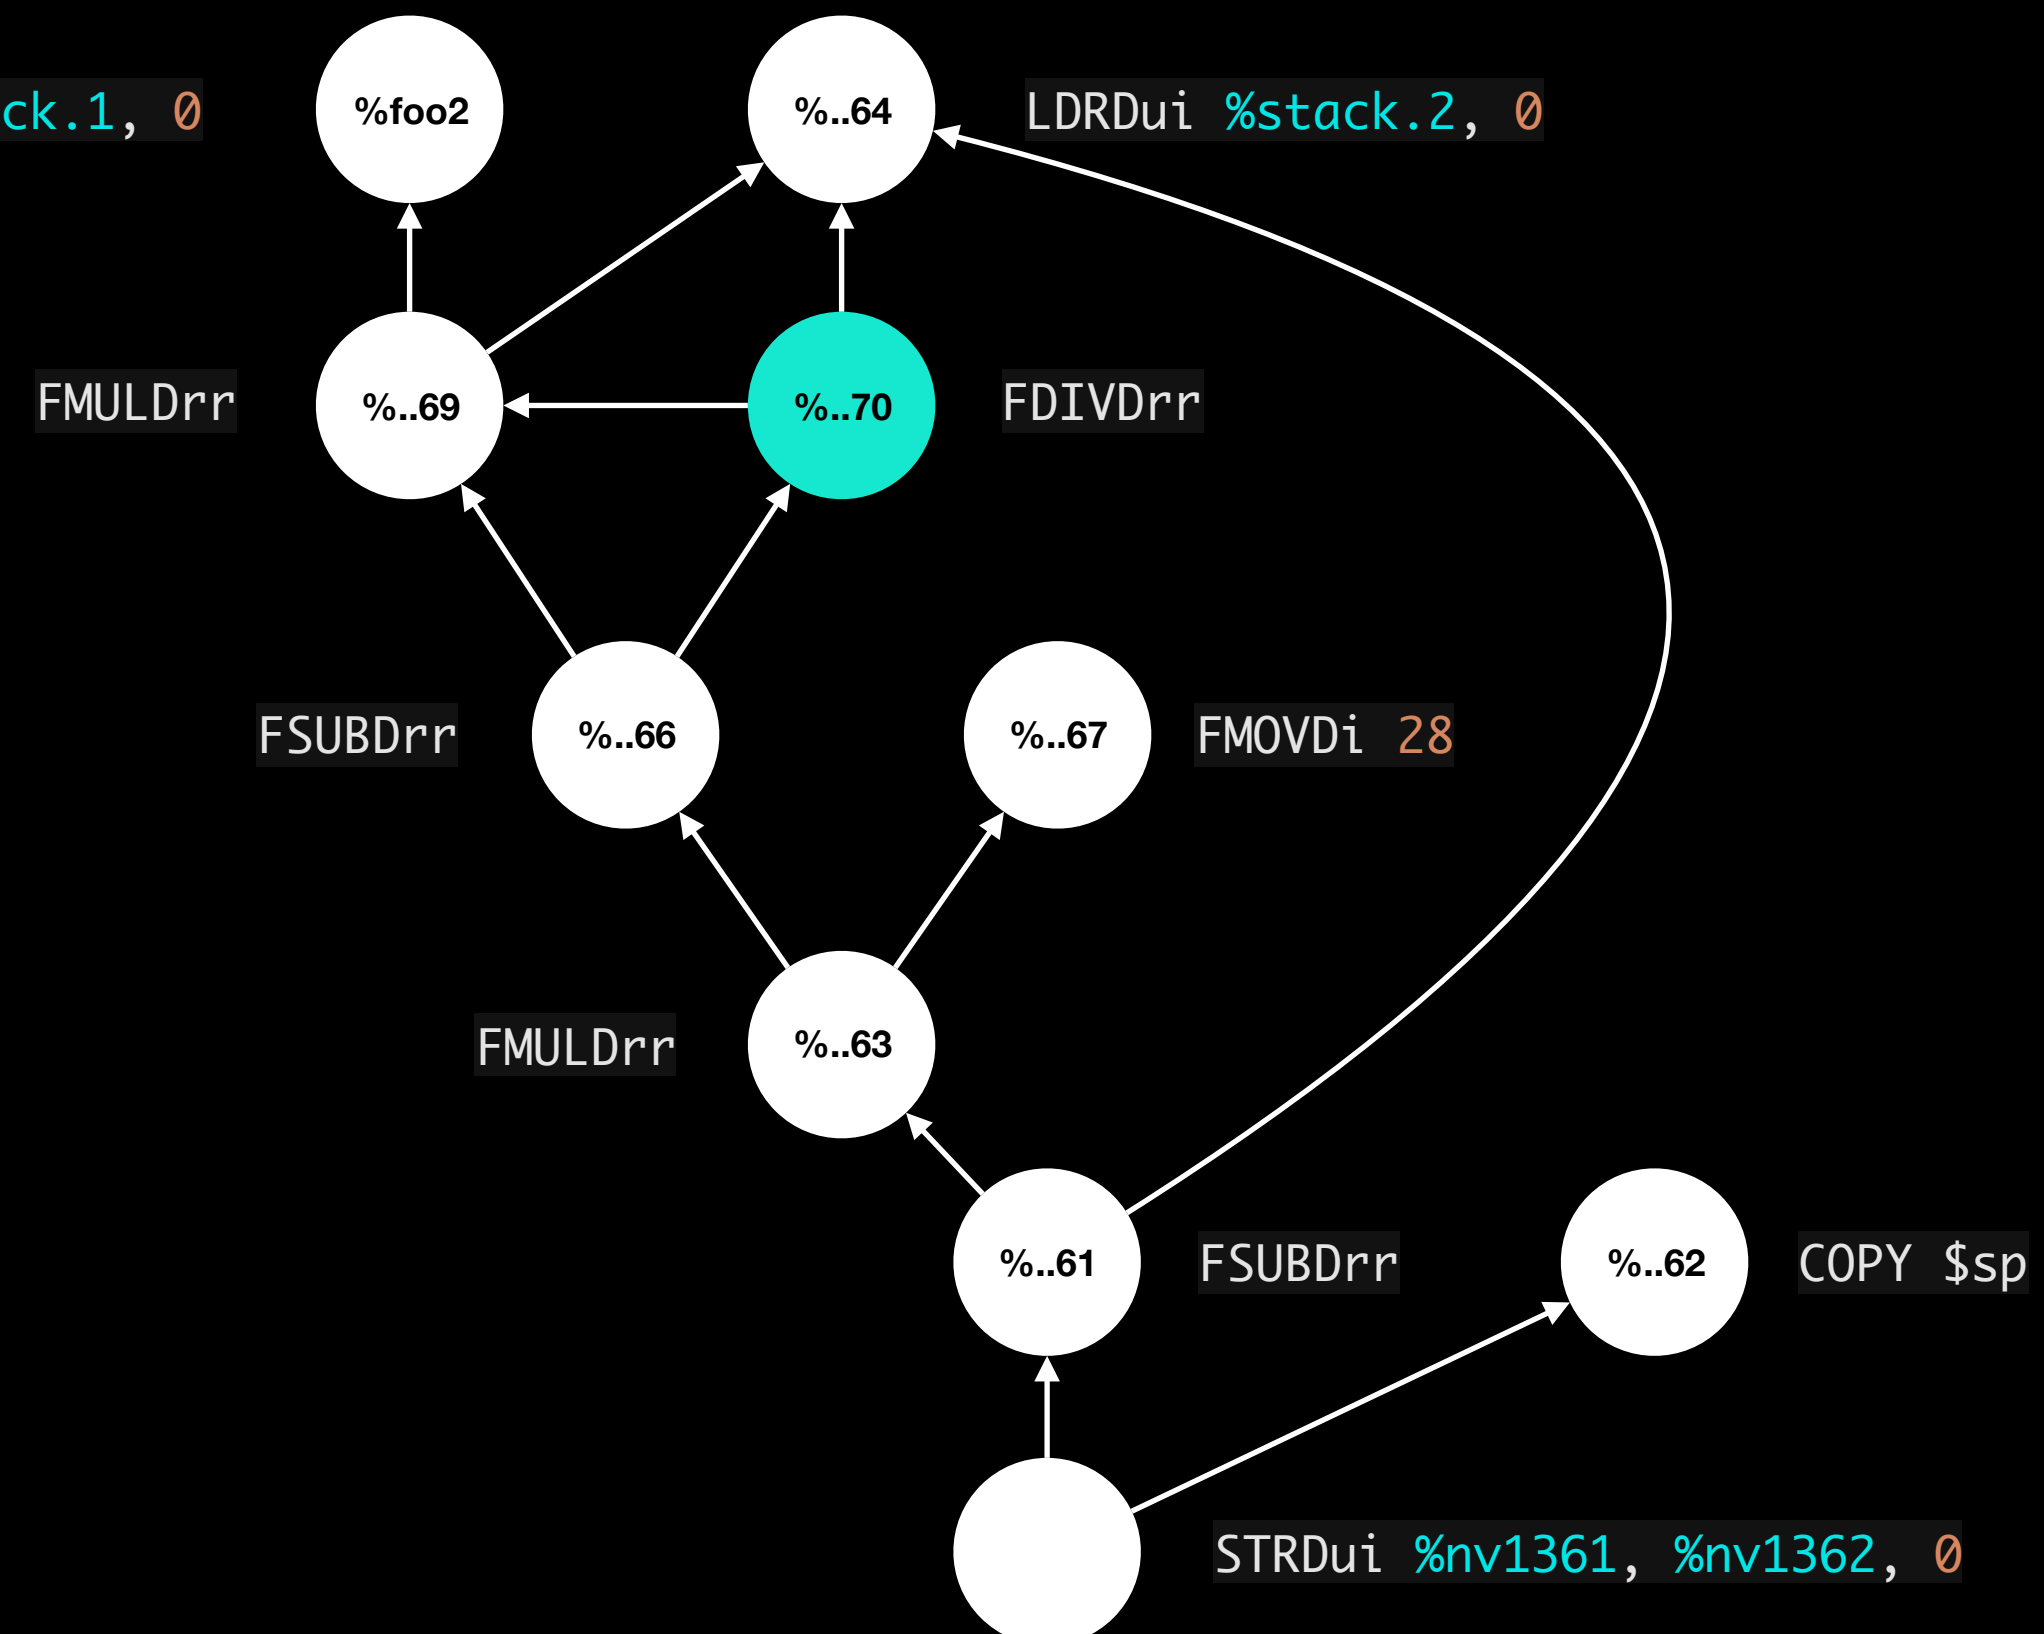 ck.1, 0
%foo2
%..64
LDRDui %stack.2, 0
FMULDrr
%..69
%..70
FDIVDrr
FSUBDrr
%..66
%..67
FMOVDi 28
FMULDrr
%..63
%..61
FSUBDrr
%..62
COPY $sp
STRDui %nv1361, %nv1362, 0